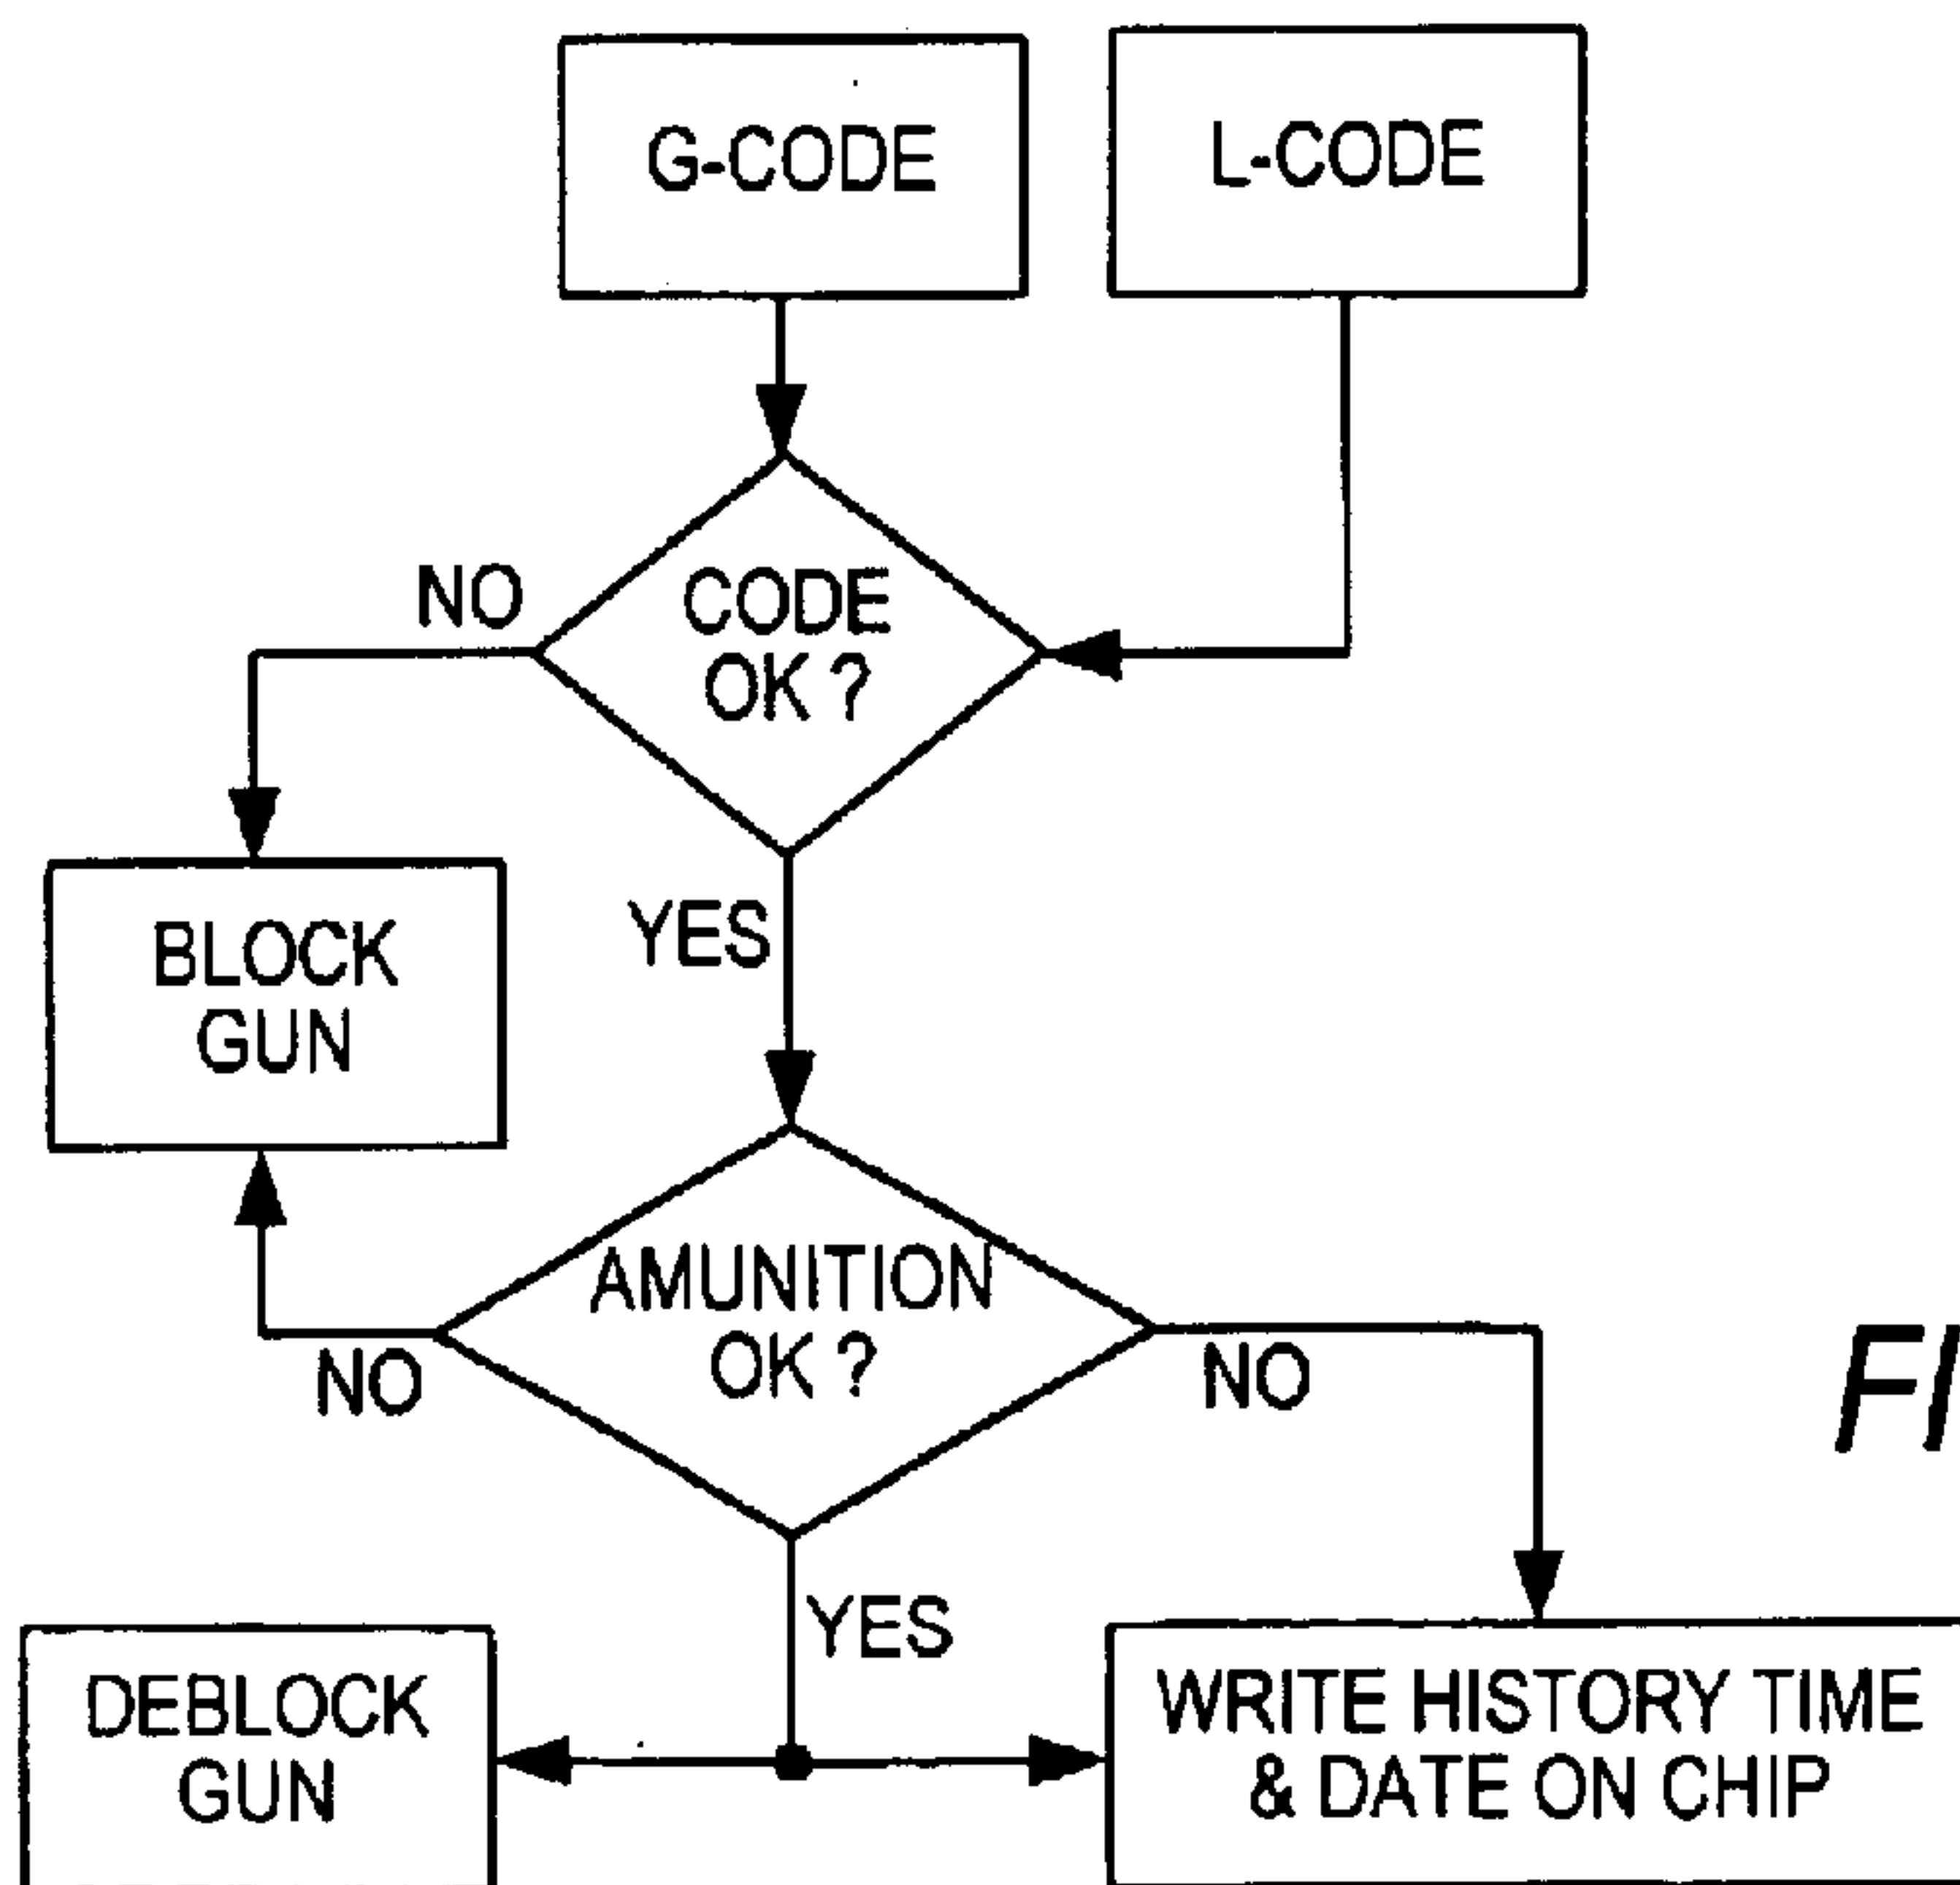 G-CODE
L-CODE
NO
CODE
OK ?
BLOCK
GUN
YES
AMUNITION
OK ?
NO
NO
FI
YES
DEBLOCK
GUN
WRITE HISTORY TIME
& DATE ON CHIP